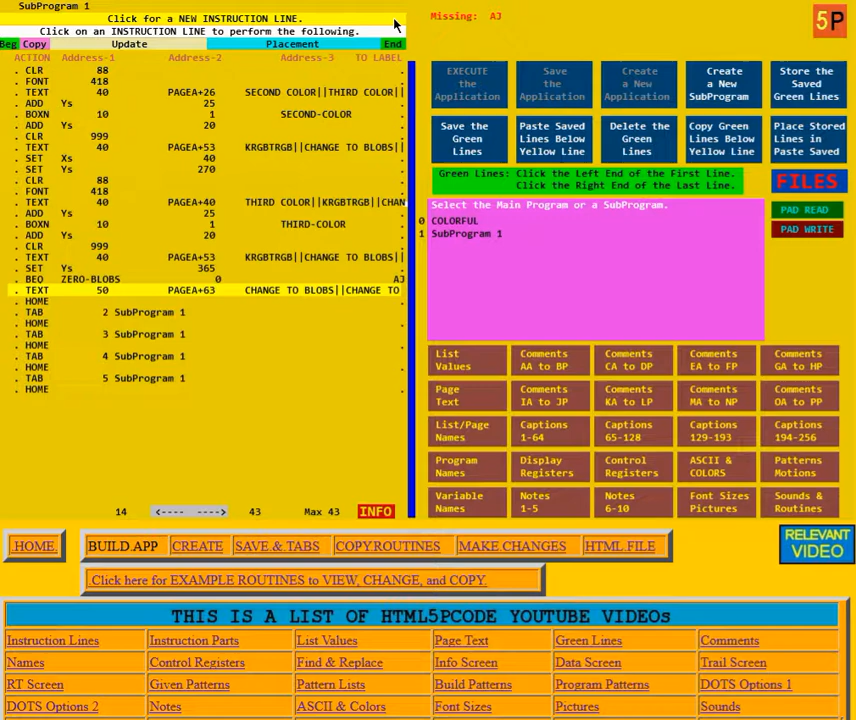 SubProgram 1
Click for a NEW INSTRUCTION LINE.
Click on an INSTRUCTION LINE to perform the following.
Beg Copy Update Placement End
ACTION Address-1 Address-2 Address-3 TO LABEL
. CLR 88 .
. FONT 418 .
. TEXT 40 PAGEA+26 SECOND COLOR||THIRD COLOR||
. ADD Ys 25 .
. BOXN 10 1 SECOND-COLOR .
. ADD Ys 20 .
. CLR 999 .
. TEXT 40 PAGEA+53 KRGBTRGB||CHANGE TO BLOBS||
. SET Xs 40 .
. SET Ys 270 .
. CLR 88 .
. FONT 418 .
. TEXT 40 PAGEA+26 THIRD COLOR||KRGBTRGB||CHAN
. ADD Ys 25 .
. BOXN 10 1 THIRD-COLOR .
. ADD Ys 20 .
. CLR 999 .
. TEXT 40 PAGEA+53 KRGBTRGB||CHANGE TO BLOBS||
. SET Ys 365 .
. BEQ ZERO-BLOBS 0 AJ
. TEXT 50 PAGEA+63 CHANGE TO BLOBS||CHANGE TO
. HOME .
. TAB 2 SubProgram 1
. HOME .
. TAB 3 SubProgram 1
. HOME .
. TAB 4 SubProgram 1
. HOME .
. TAB 5 SubProgram 1
. HOME .
14 <---- ----> 43 Max 43 INFO
Missing: AJ
5P
EXECUTE the Application
Save the Application
Create a New Application
Create a New SubProgram
Store the Saved Green Lines
Save the Green Lines
Paste Saved Lines Below Yellow Line
Delete the Green Lines
Copy Green Lines Below Yellow Line
Place Stored Lines in Paste Saved
Green Lines: Click the Left End of the First Line.
Click the Right End of the Last Line.
FILES
Select the Main Program or a SubProgram.
0 COLORFUL
1 SubProgram 1
PAD READ
PAD WRITE
List Values
Comments AA to BP
Comments CA to DP
Comments EA to FP
Comments GA to HP
Page Text
Comments IA to JP
Comments KA to LP
Comments MA to NP
Comments OA to PP
List/Page Names
Captions 1-64
Captions 65-128
Captions 129-193
Captions 194-256
Program Names
Display Registers
Control Registers
ASCII & COLORS
Patterns Motions
Variable Names
Notes 1-5
Notes 6-10
Font Sizes Pictures
Sounds & Routines
.HOME. BUILD.APP .CREATE. SAVE.&.TABS COPY.ROUTINES .MAKE.CHANGES .HTML.FILE.
RELEVANT VIDEO
.Click here for EXAMPLE ROUTINES to VIEW, CHANGE, and COPY.
THIS IS A LIST OF HTML5PCODE YOUTUBE VIDEOs
Instruction Lines Instruction Parts List Values Page Text Green Lines Comments
Names Control Registers Find & Replace Info Screen Data Screen Trail Screen
RT Screen Given Patterns Pattern Lists Build Patterns Program Patterns DOTS Options 1
DOTS Options 2 Notes ASCII & Colors Font Sizes Pictures Sounds